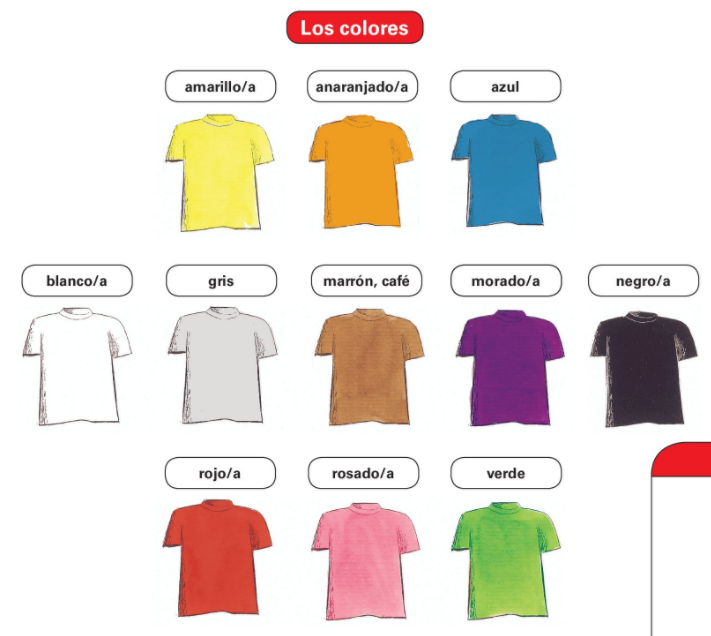 Los colores
amarillo/a
anaranjado/a
azul
blanco/a
gris
marrón, café
morado/a
negro/a
rojo/a
rosado/a
verde